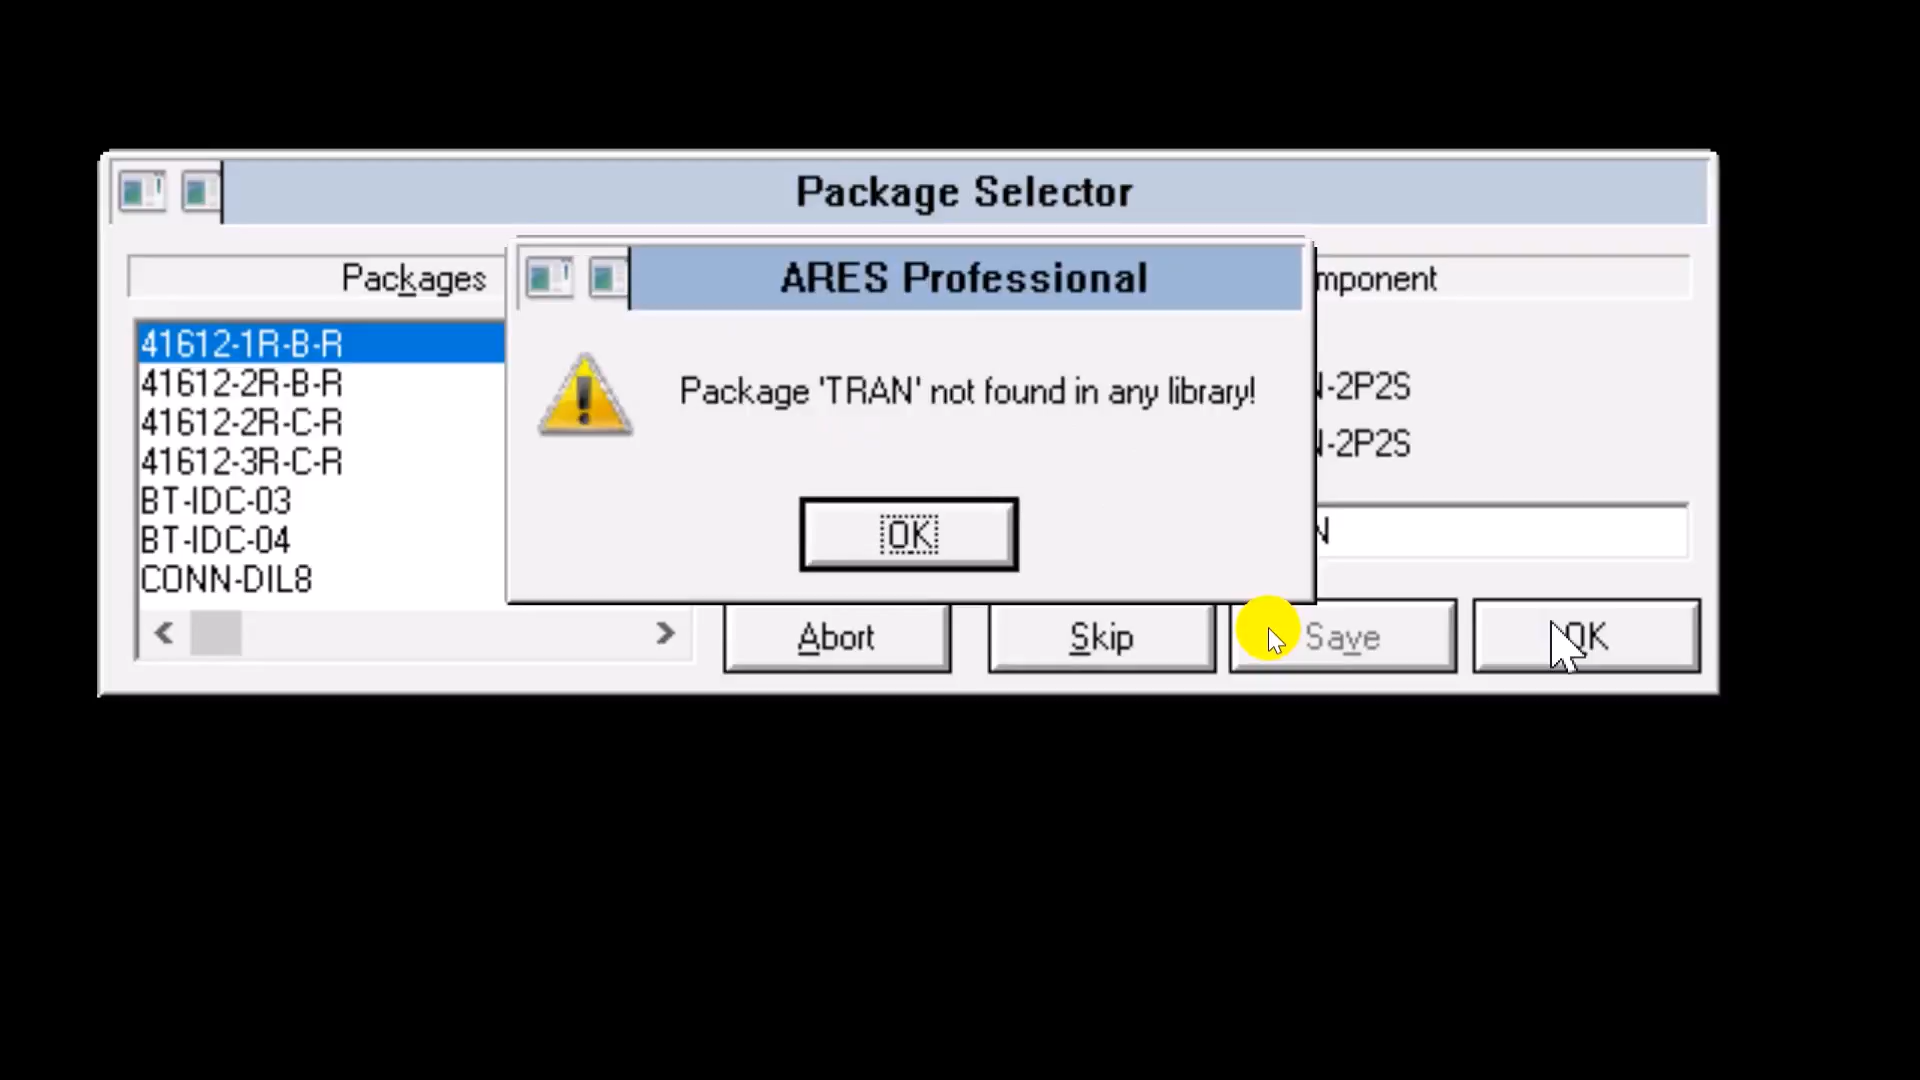 Package Selector
Packages
ARES Professional
mponent
41612-1R-B-R
41612-2R-B-R
41612-2R-C-R
41612-3R-C-R
BT-IDC-03
BT-IDC-04
CONN-DIL8
Package 'TRAN' not found in any library!
-2P2S
-2P2S
N
OK
Abort
Skip
Save
OK